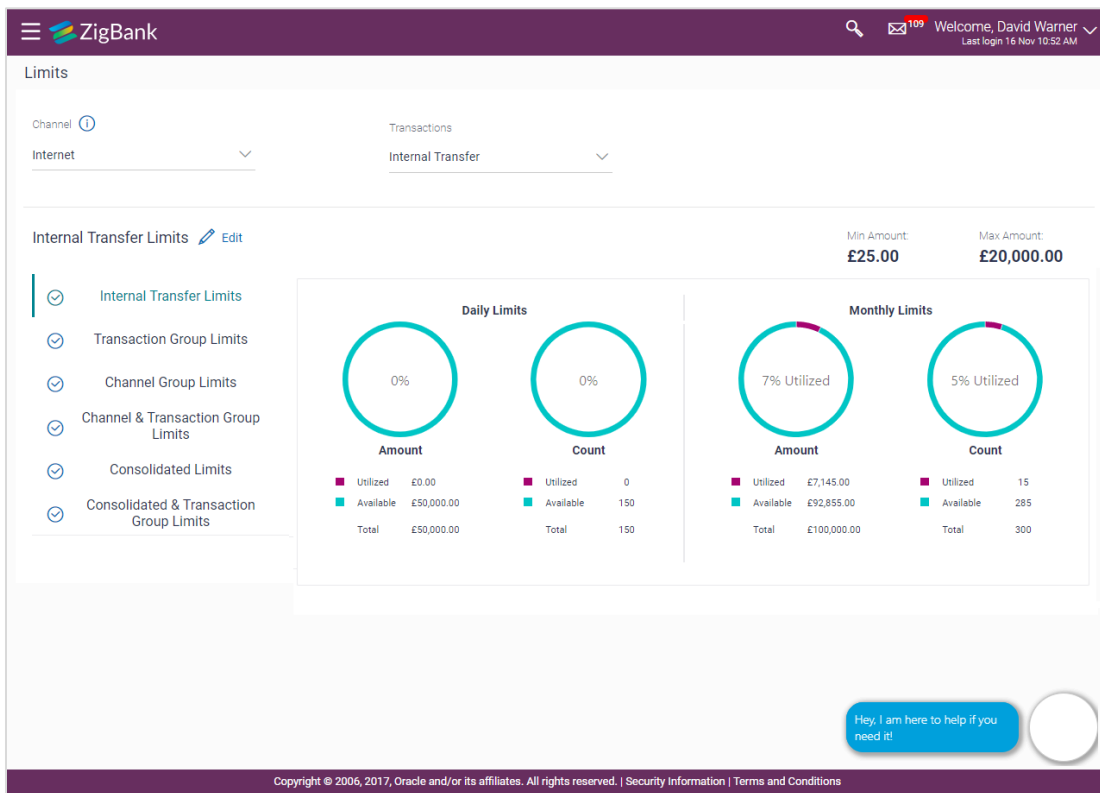 ZigBank
109
Welcome, David Warner
Last login 16 Nov 10:52 AM
Limits
Channel
Transactions
Internet
Internal Transfer
Internal Transfer Limits Edit
Min Amount: Max Amount:
£25.00 £20,000.00
Internal Transfer Limits
Transaction Group Limits
Channel Group Limits
Channel & Transaction Group
Limits
Consolidated Limits
Consolidated & Transaction
Group Limits
Daily Limits
0%
0%
Amount
Count
Utilized £0.00
Available £50,000.00
Total £50,000.00
Utilized 0
Available 150
Total 150
Monthly Limits
7% Utilized
5% Utilized
Amount
Count
Utilized £7,145.00
Available £92,855.00
Total £100,000.00
Utilized 15
Available 285
Total 300
Hey, I am here to help if you
need it!
Copyright © 2006, 2017, Oracle and/or its affiliates. All rights reserved. | Security Information | Terms and Conditions